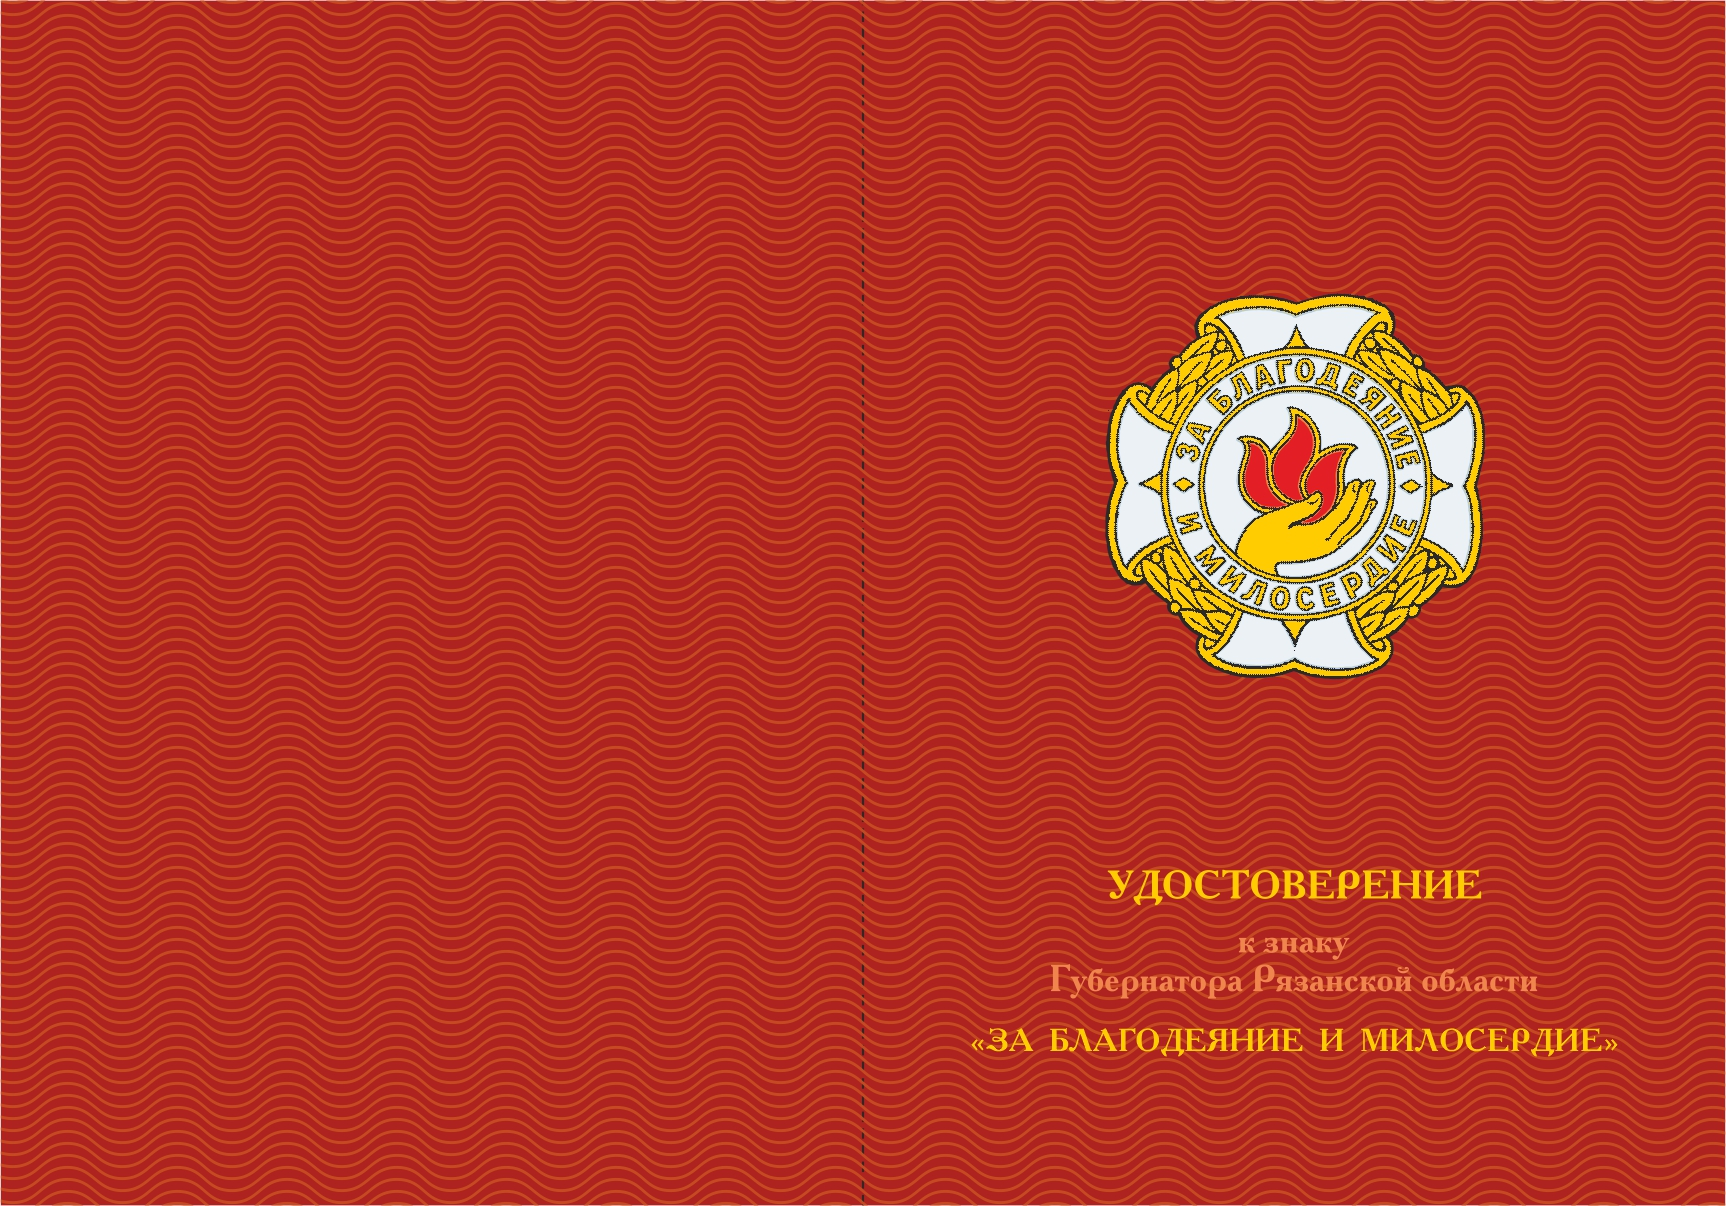 ЗА БЛАГОДЕЯНИЕ
И МИЛОСЕРДИЕ
УДОСТОВЕРЕНИЕ
к знаку
Губернатора Рязанской области
«ЗА БЛАГОДЕЯНИЕ И МИЛОСЕРДИЕ»